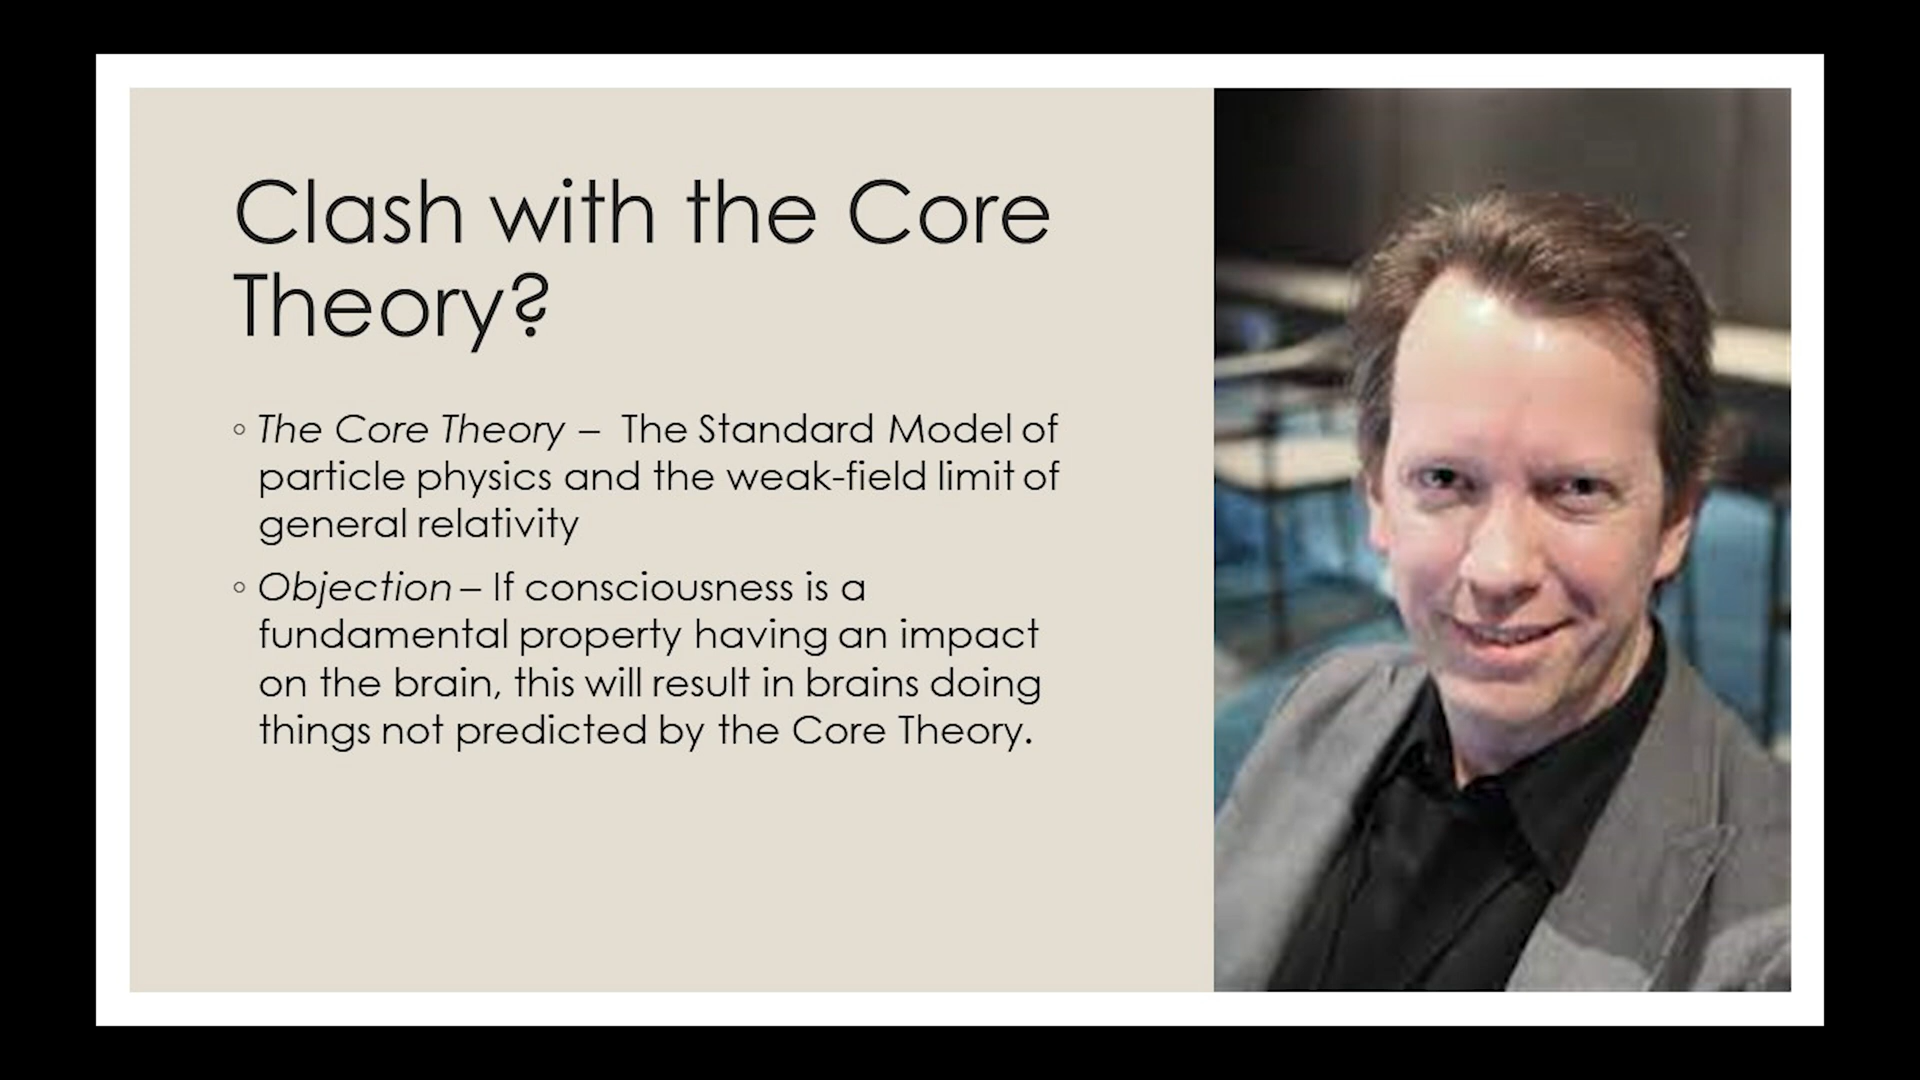 Clash with the Core
Theory?
◦ The Core Theory – The Standard Model of
particle physics and the weak-field limit of
general relativity
◦ Objection – If consciousness is a
fundamental property having an impact
on the brain, this will result in brains doing
things not predicted by the Core Theory.